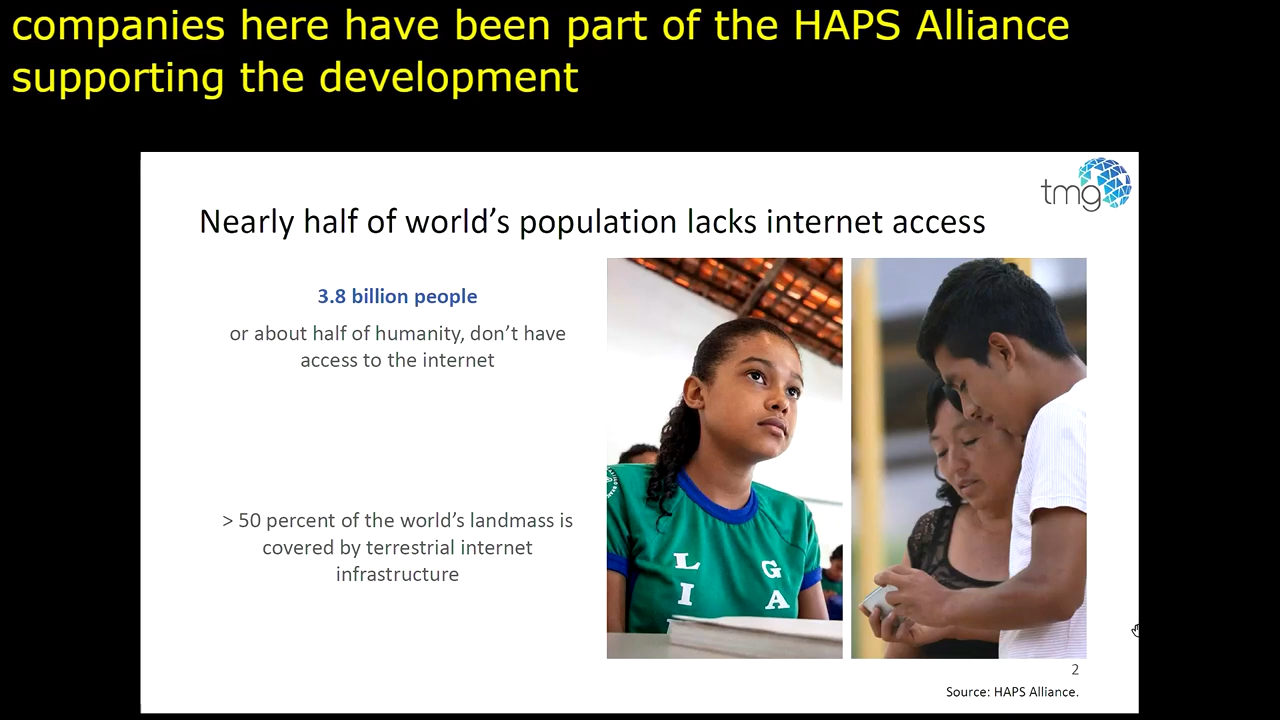 companies here have been part of the HAPS Alliance
supporting the development
tmg
Nearly half of world’s population lacks internet access
3.8 billion people
or about half of humanity, don’t have
access to the internet
> 50 percent of the world’s landmass is
covered by terrestrial internet
infrastructure
L G
I A
2
Source: HAPS Alliance.